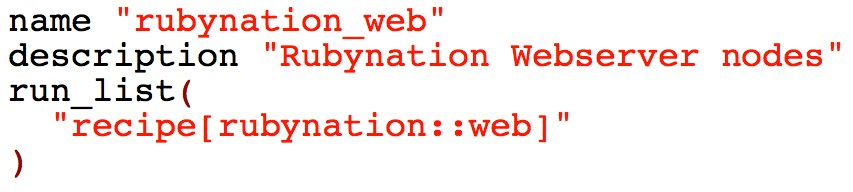 name "rubynation_web"
description "Rubynation Webserver nodes"
run_list(
  "recipe[rubynation::web]"
)